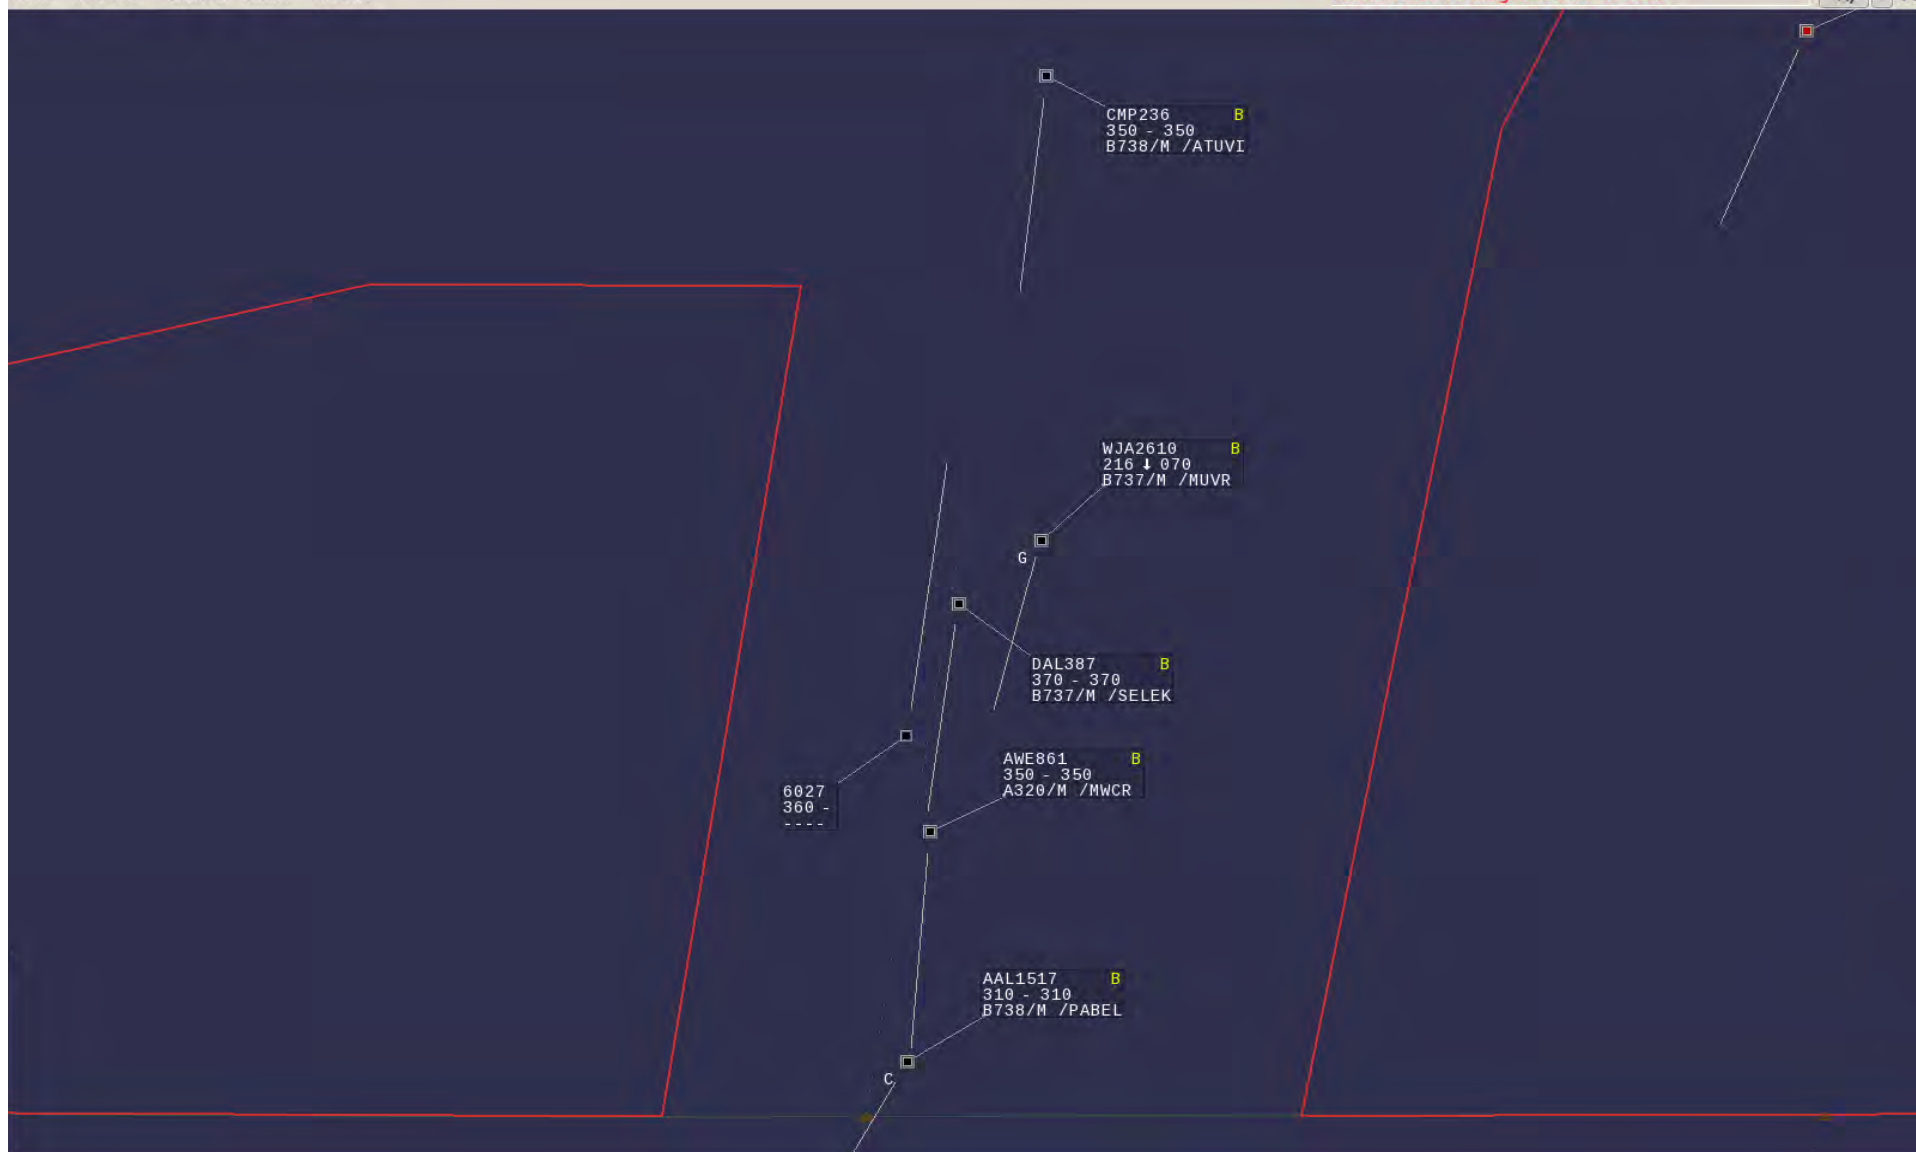 CMP236 B
350 - 350
B738/M /ATUVI
WJA2610 B
216 ⬇ 070
B737/M /MUVR
G
DAL387 B
370 - 370
B737/M /SELEK
AWE861 B
350 - 350
A320/M /MWCR
6027
360 -
----
AAL1517 B
310 - 310
B738/M /PABEL
C